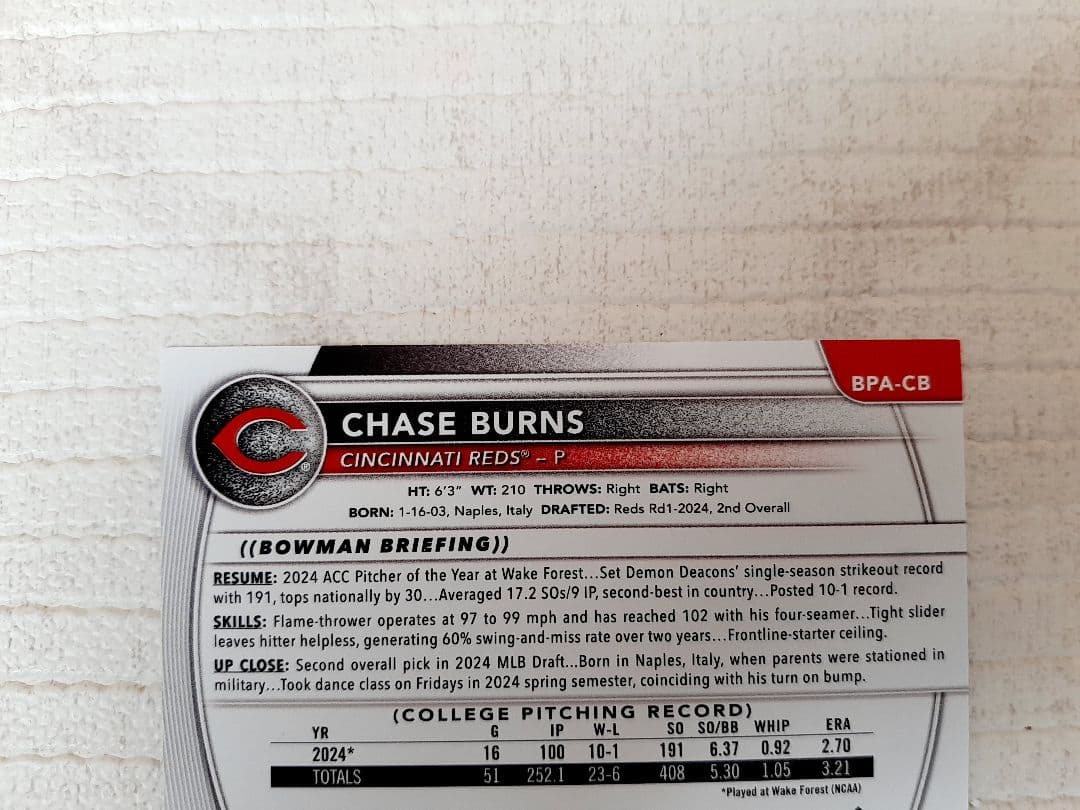 BPA-CB
CHASE BURNS
CINCINNATI REDS® – P
HT: 6'3" WT: 210 THROWS: Right BATS: Right
BORN: 1-16-03, Naples, Italy DRAFTED: Reds Rd1-2024, 2nd Overall
((BOWMAN BRIEFING))
RESUME: 2024 ACC Pitcher of the Year at Wake Forest...Set Demon Deacons' single-season strikeout record
with 191, tops nationally by 30...Averaged 17.2 SOs/9 IP, second-best in country...Posted 10-1 record.
SKILLS: Flame-thrower operates at 97 to 99 mph and has reached 102 with his four-seamer...Tight slider
leaves hitter helpless, generating 60% swing-and-miss rate over two years...Frontline-starter ceiling.
UP CLOSE: Second overall pick in 2024 MLB Draft...Born in Naples, Italy, when parents were stationed in
military...Took dance class on Fridays in 2024 spring semester, coinciding with his turn on bump.
(COLLEGE PITCHING RECORD)
YR G IP W-L SO SO/BB WHIP ERA
2024* 16 100 10-1 191 6.37 0.92 2.70
TOTALS 51 252.1 23-6 408 5.30 1.05 3.21
*Played at Wake Forest (NCAA)